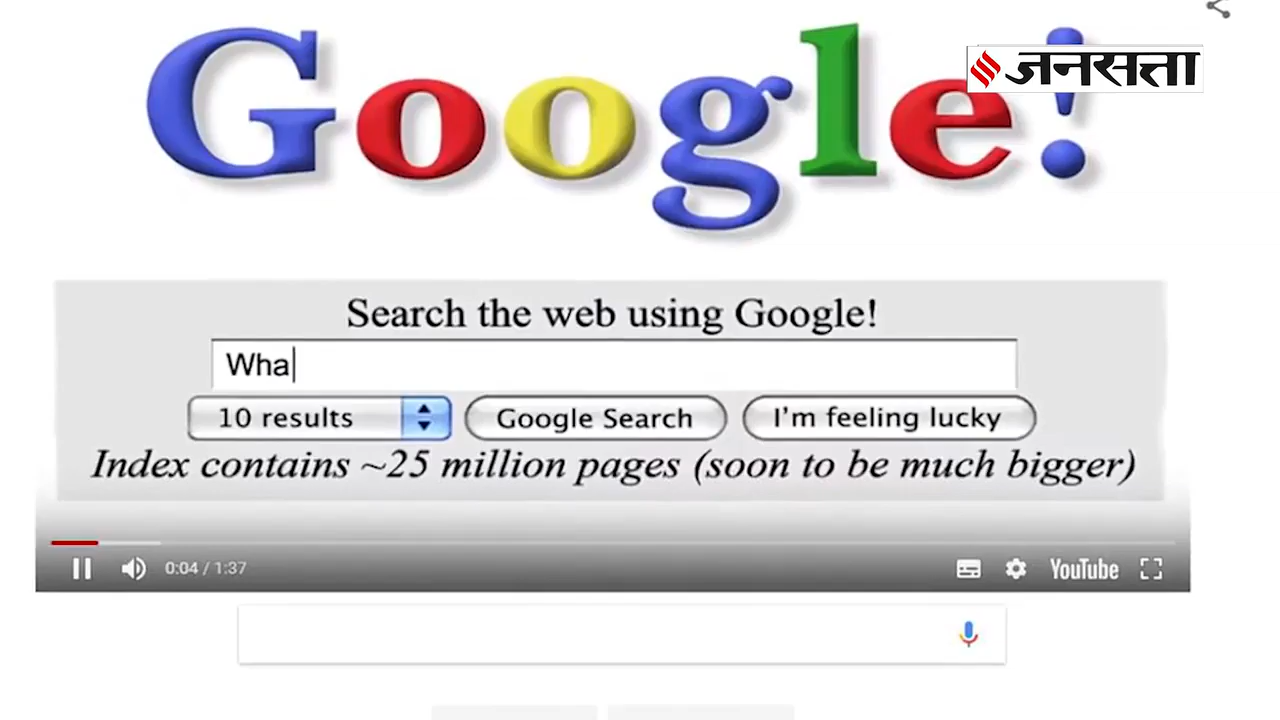 Google!
जनसत्ता
Search the web using Google!
Wha
10 results
Google Search
I'm feeling lucky
Index contains ~25 million pages (soon to be much bigger)
0:04 / 1:37
YouTube